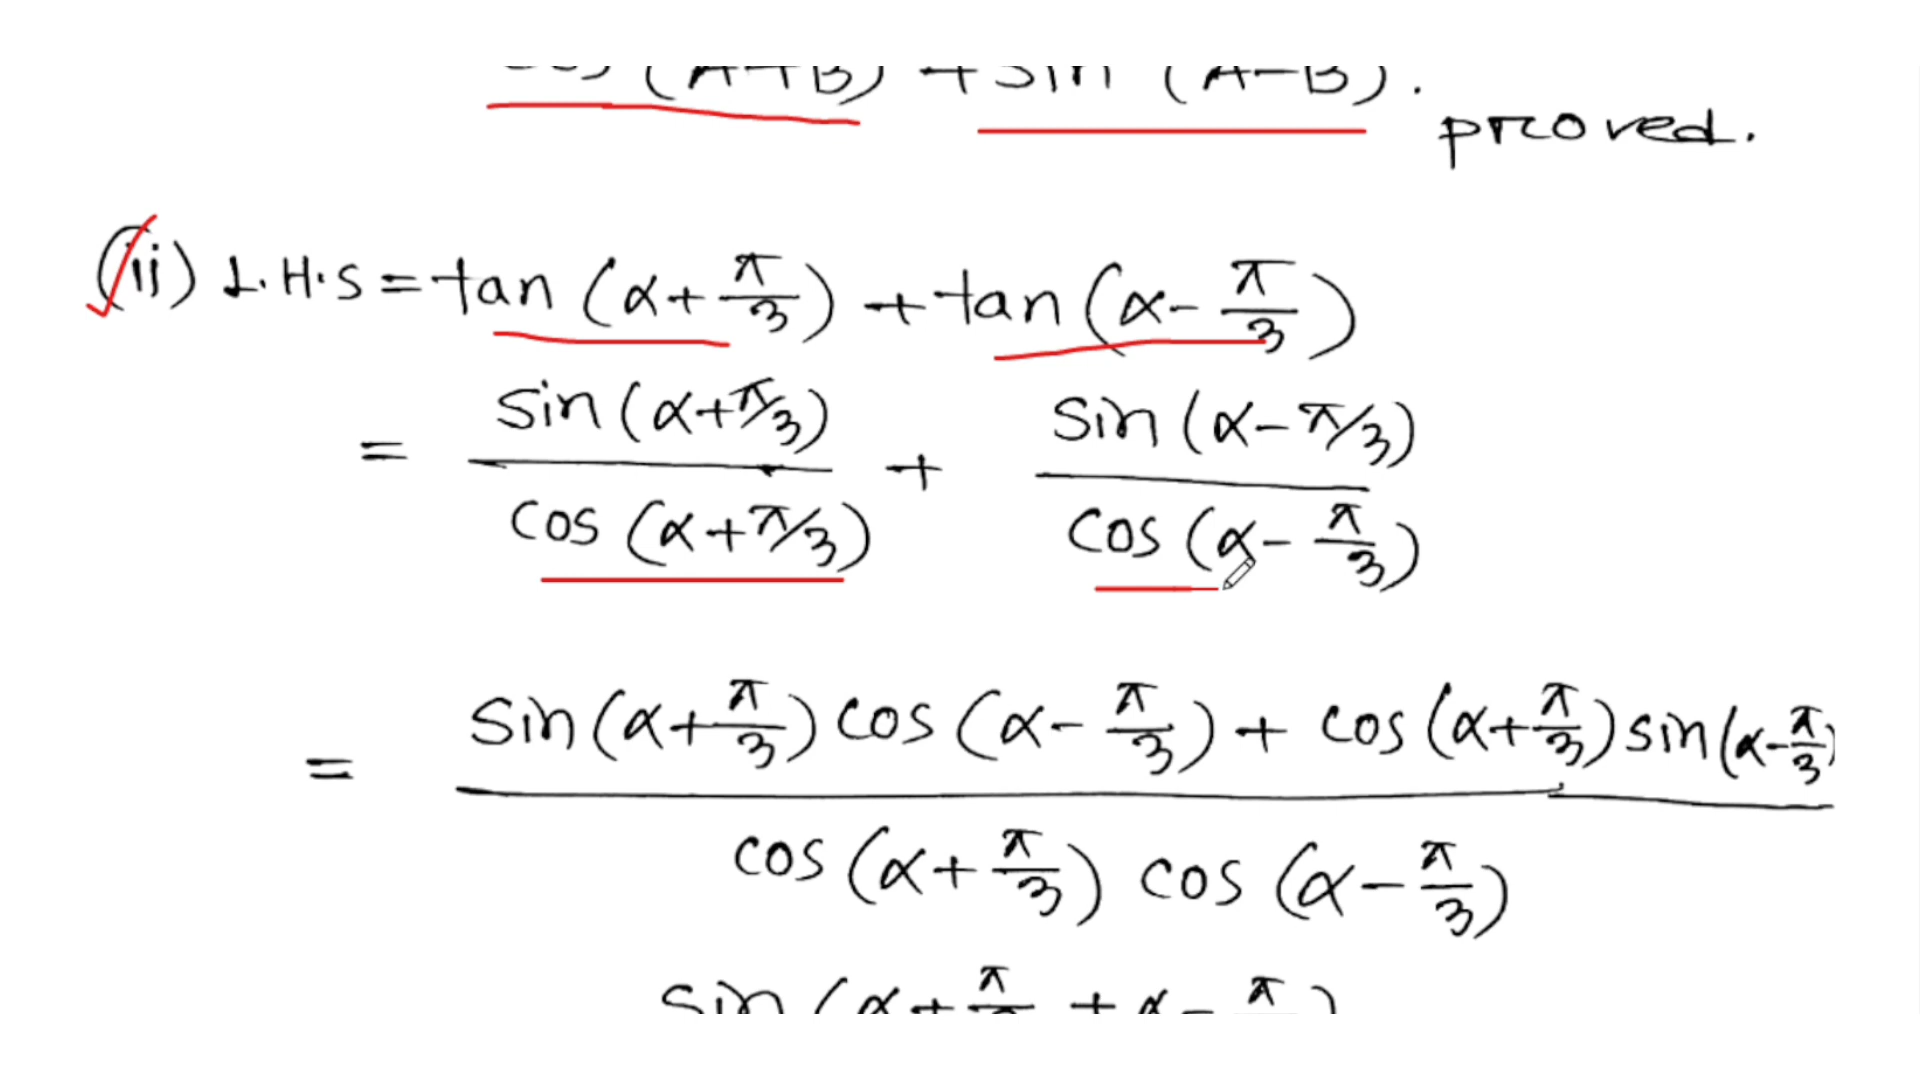 cos (A+B) + sin (A-B).
proved.
(ii) L.H.S = tan (α + π/3) + tan (α - π/3)
= sin (α + π/3) / cos (α + π/3) + sin (α - π/3) / cos (α - π/3)
= sin (α + π/3) cos (α - π/3) + cos (α + π/3) sin (α - π/3) / cos (α + π/3) cos (α - π/3)
sin (α + π + α - π )